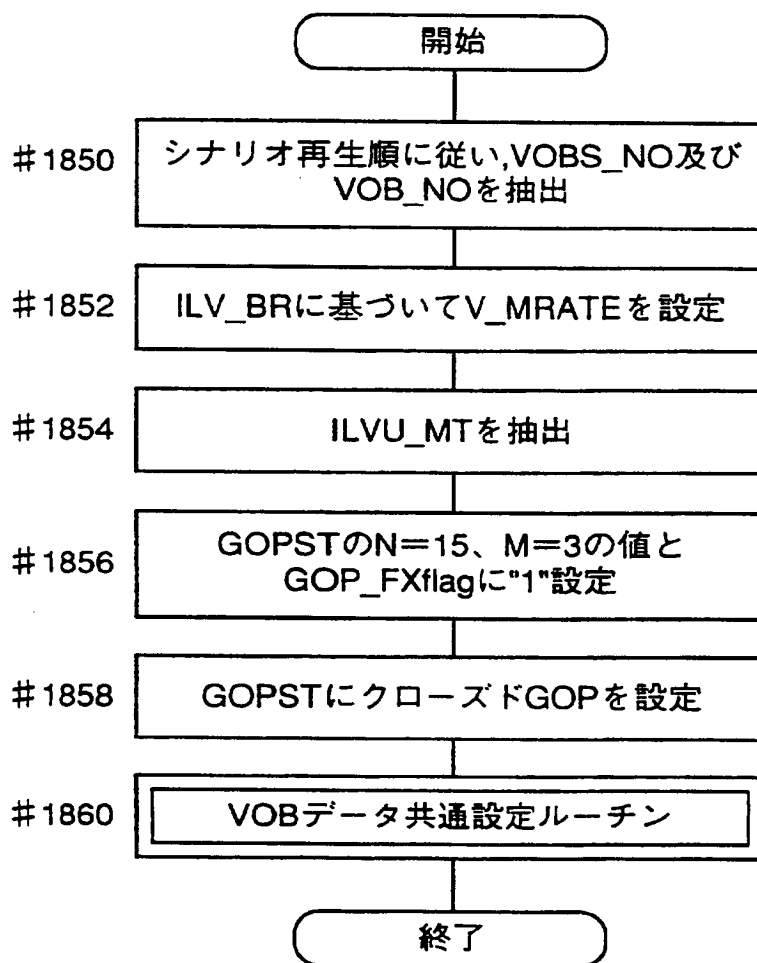 開始
#1850
シナリオ再生順に従い,VOBS_NO及び
VOB_NOを抽出
#1852
ILV_BRに基づいてV_MRATEを設定
#1854
ILVU_MTを抽出
#1856
GOPSTのN=15、M=3の値と
GOP_FXflagに"1"設定
#1858
GOPSTにクローズドGOPを設定
#1860
VOBデータ共通設定ルーチン
終了